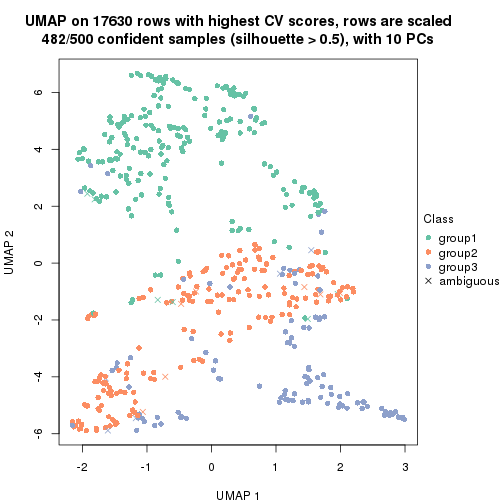 UMAP on 17630 rows with highest CV scores, rows are scaled
482/500 confident samples (silhouette > 0.5), with 10 PCs
6
4
2
0
-2
-4
-6
UMAP 2
-2
-1
0
1
2
3
UMAP 1
Class
group1
group2
group3
ambiguous